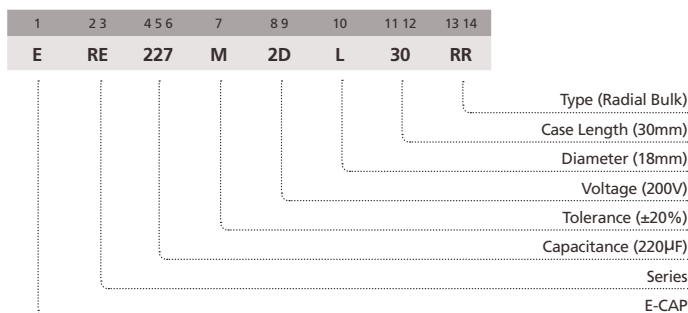 1 2 3 4 5 6 7 8 9 10 11 12 13 14
E RE 227 M 2D L 30 RR
Type (Radial Bulk)
Case Length (30mm)
Diameter (18mm)
Voltage (200V)
Tolerance (±20%)
Capacitance (220µF)
Series
E-CAP